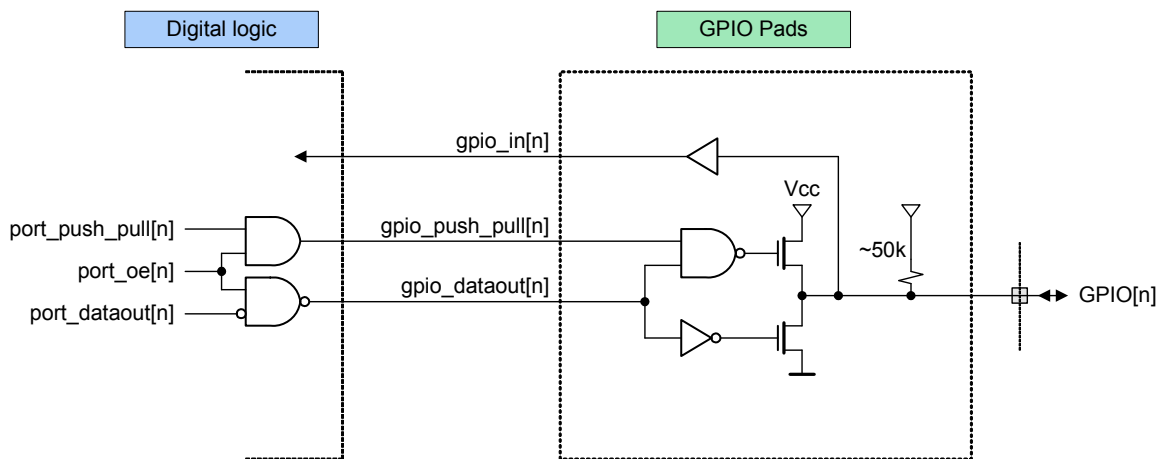 Digital logic
GPIO Pads
gpio_in[n]
Vcc
port_push_pull[n]
gpio_push_pull[n]
~50k
port_oe[n]
gpio_dataout[n]
GPIO[n]
port_dataout[n]